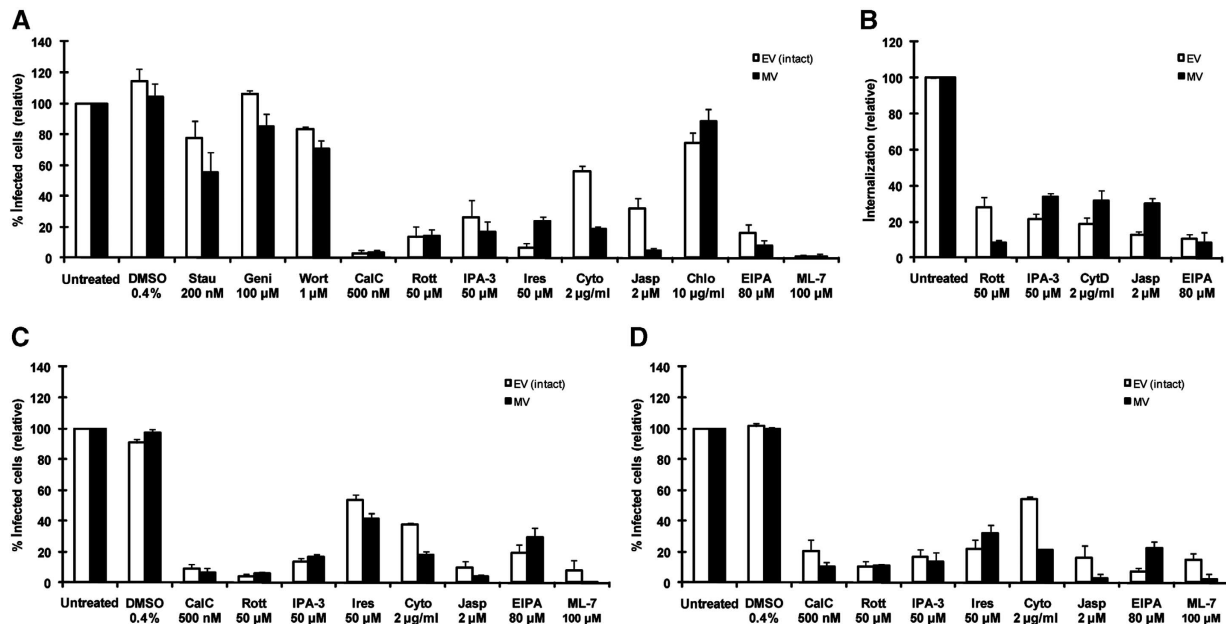 A
% Infected cells (relative)
140
120
100
80
60
40
20
0
EV (intact)
MV
Untreated DMSO Stau Geni Wort CalC Rott IPA-3 Ires Cyto Jasp Chlo EIPA ML-7
0.4% 200 nM 100 µM 1 µM 500 nM 50 µM 50 µM 50 µM 2 µg/ml 2 µM 10 µg/ml 80 µM 100 µM
B
Internalization (relative)
120
100
80
60
40
20
0
EV
MV
Untreated Rott IPA-3 CytD Jasp EIPA
50 µM 50 µM 2 µg/ml 2 µM 80 µM
C
% Infected cells (relative)
140
120
100
80
60
40
20
0
EV (intact)
MV
Untreated DMSO CalC Rott IPA-3 Ires Cyto Jasp EIPA ML-7
0.4% 500 nM 50 µM 50 µM 50 µM 2 µg/ml 2 µM 80 µM 100 µM
D
% Infected cells (relative)
140
120
100
80
60
40
20
0
EV (intact)
MV
Untreated DMSO CalC Rott IPA-3 Ires Cyto Jasp EIPA ML-7
0.4% 500 nM 50 µM 50 µM 50 µM 2 µg/ml 2 µM 80 µM 100 µM